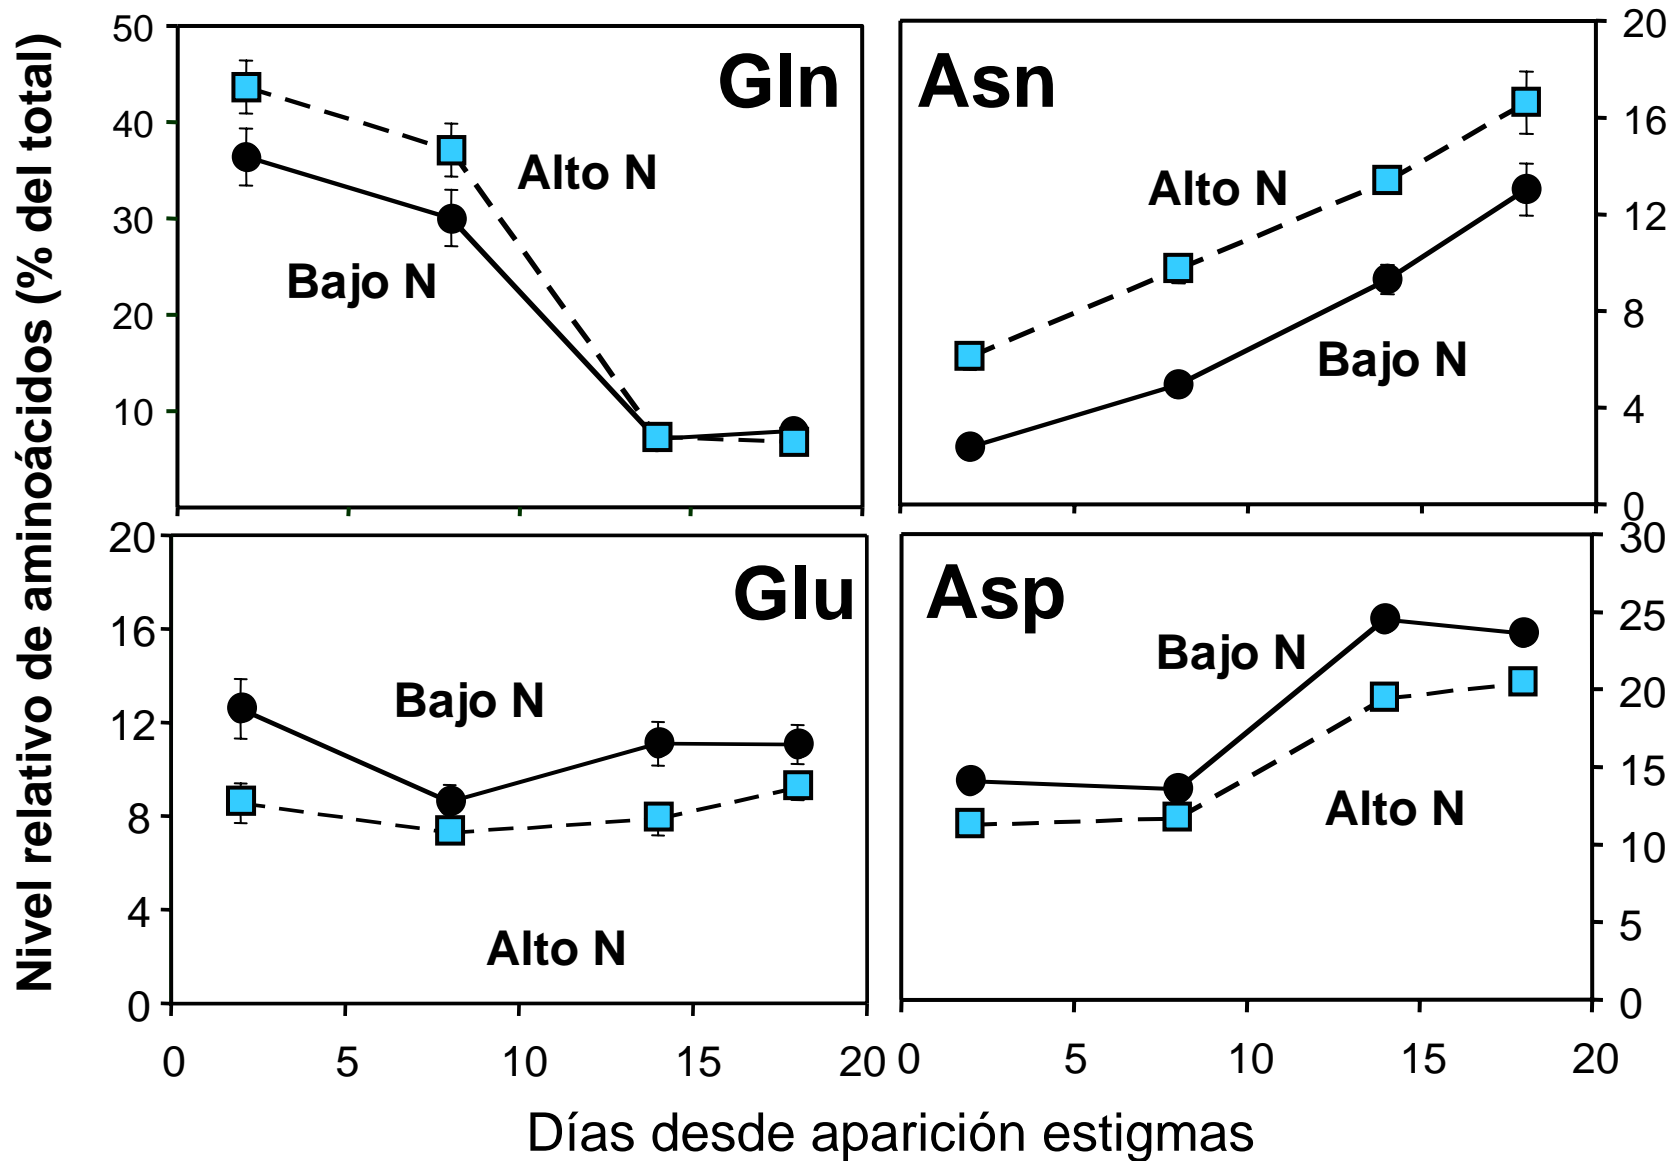 Nivel relativo de aminoácidos (% del total)
50
40
30
20
10
Gln
Alto N
Bajo N
Asn
Alto N
Bajo N
20
16
12
8
4
0
20
16
12
8
4
0
Glu
Bajo N
Alto N
Asp
Bajo N
Alto N
30
25
20
15
10
5
0
0 5 10 15 20
0 5 10 15 20
Días desde aparición estigmas